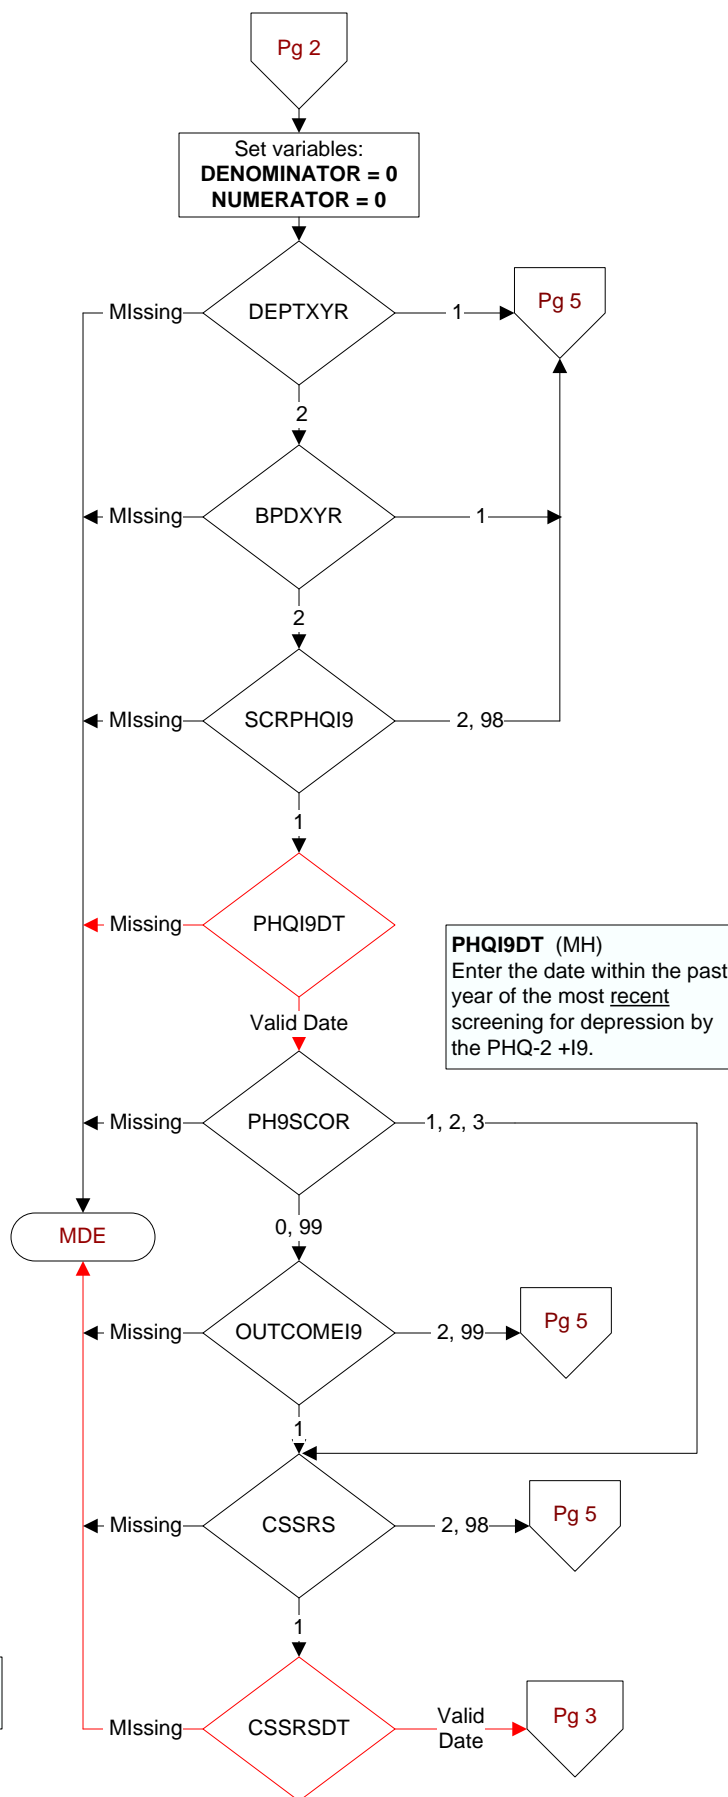 Pg 2
Set variables:
DENOMINATOR = 0
NUMERATOR = 0
MIssing
DEPTXYR
1
Pg 5
2
MIssing
BPDXYR
1
2
MIssing
SCRPHQI9
2, 98
1
Missing
PHQI9DT
PHQI9DT (MH)
Enter the date within the past
year of the most recent
screening for depression by
the PHQ-2 +I9.
Valid Date
Missing
PH9SCOR
1, 2, 3
MDE
0, 99
Missing
OUTCOMEI9
2, 99
Pg 5
1
Missing
CSSRS
2, 98
Pg 5
1
MIssing
CSSRSDT
Valid
Date
Pg 3